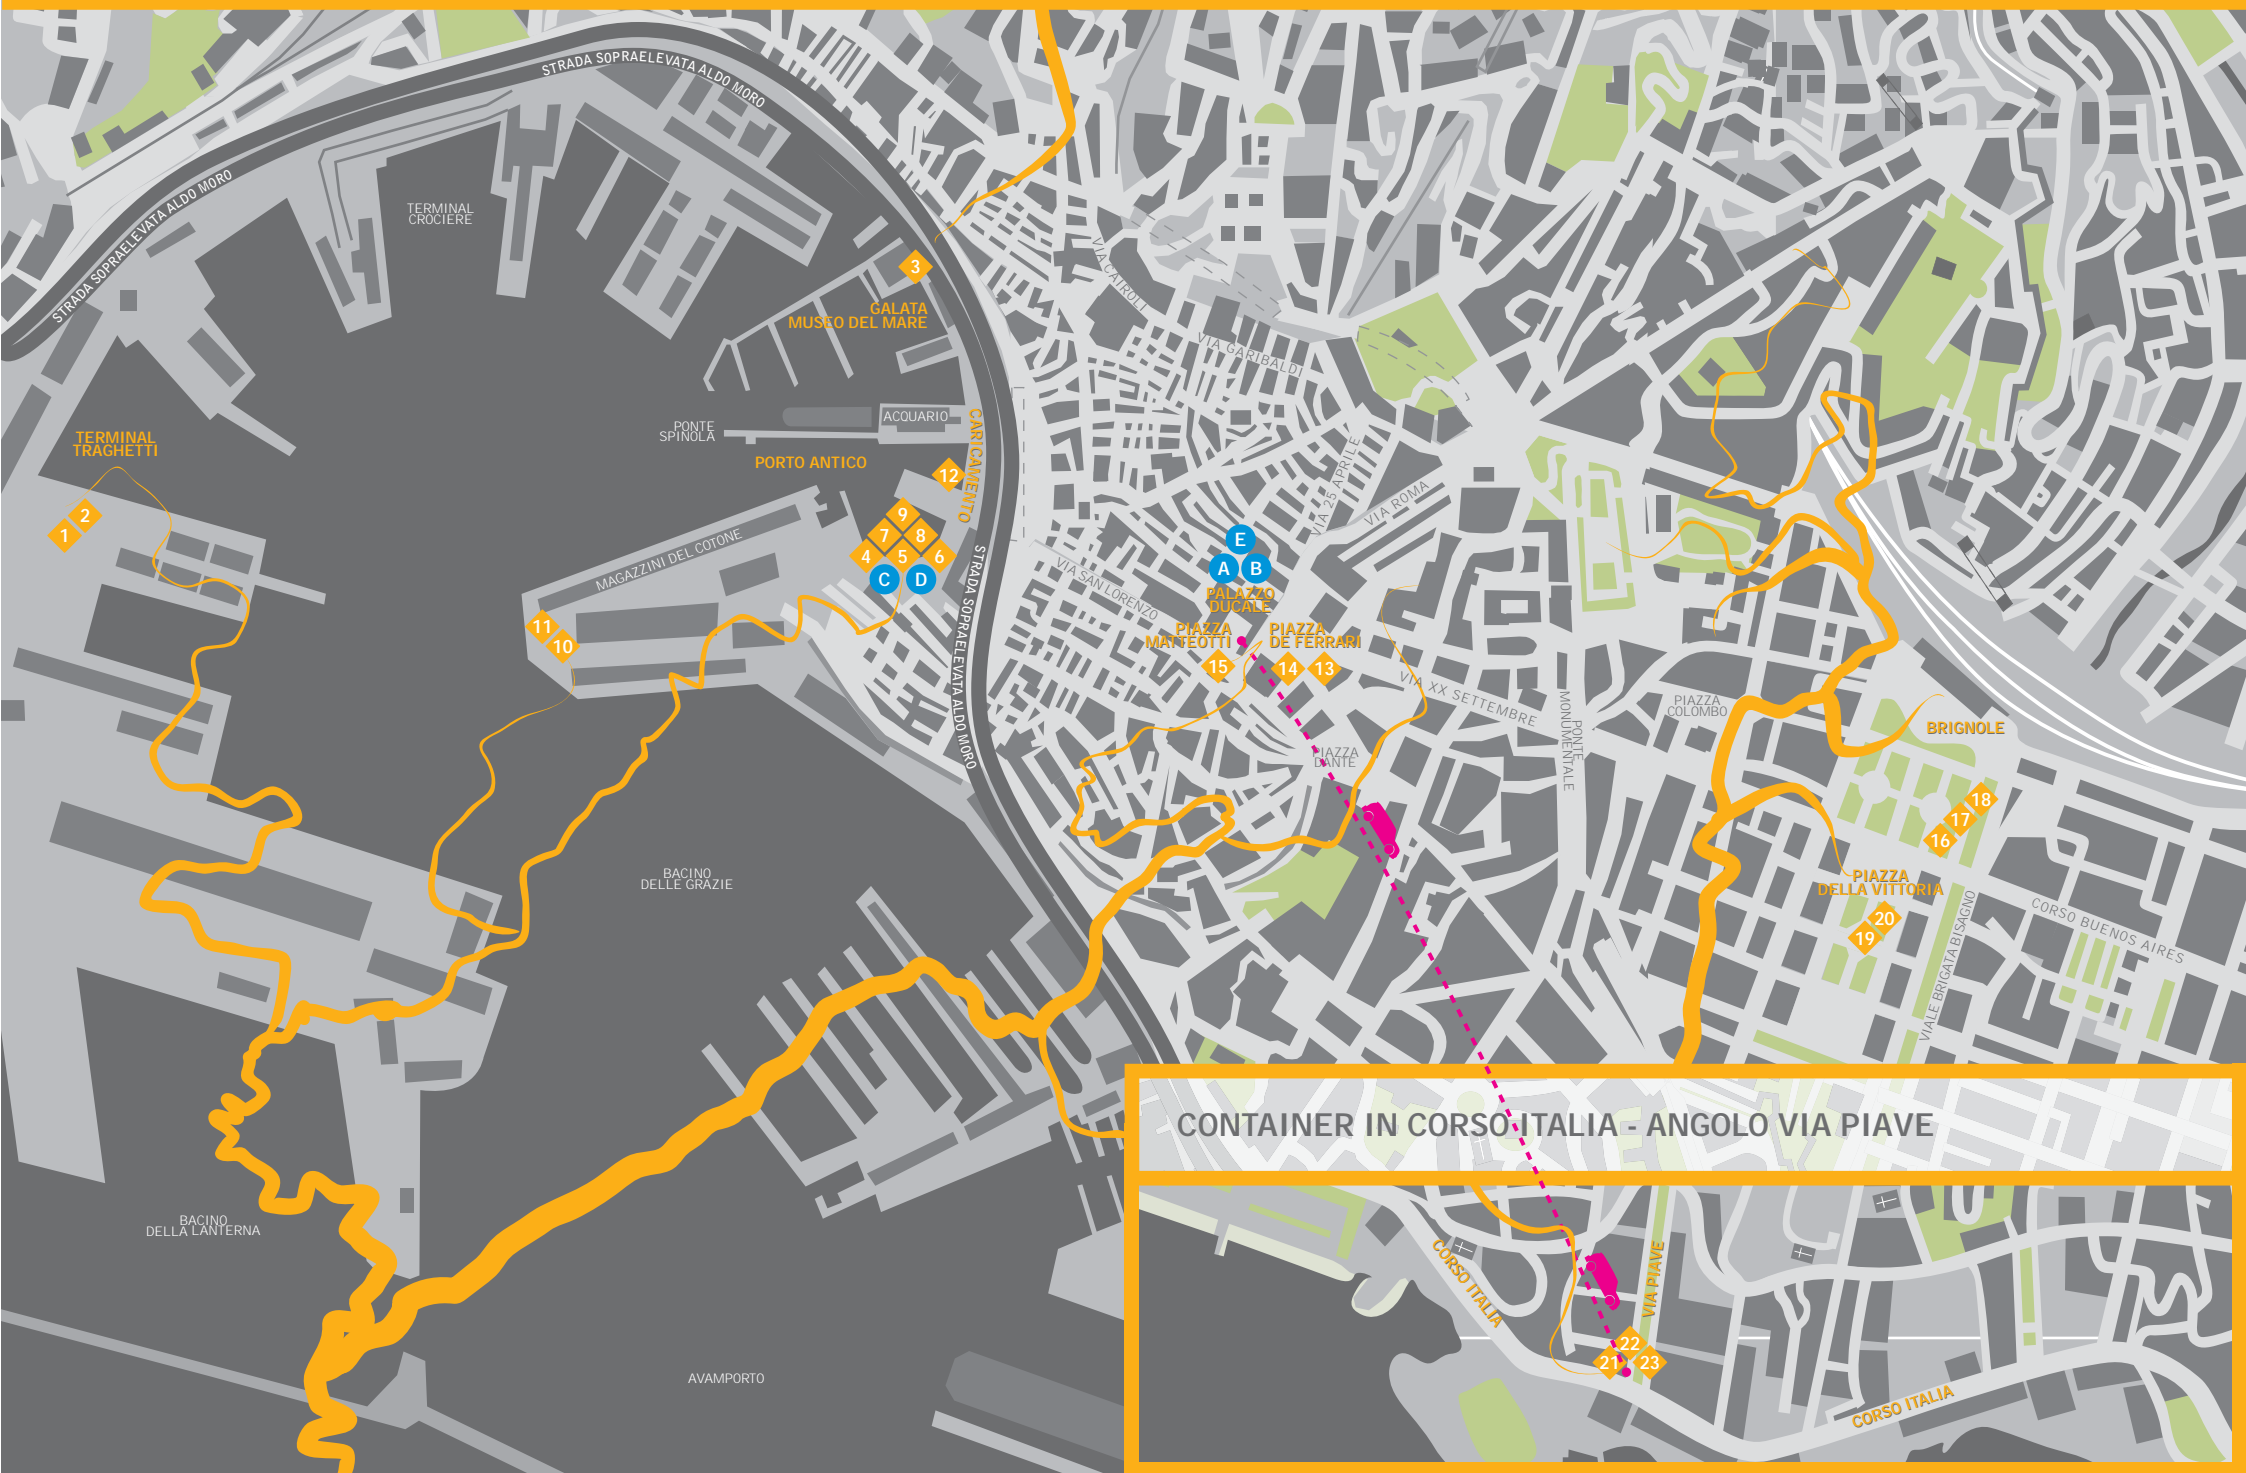 STRADA SOPRAELEVATA ALDO MORO
STRADA SOPRAELEVATA ALDO MORO
TERMINAL
CROCIERE
3
GALATA
MUSEO DEL MARE
VIA CAIROLI
VIA GARIBALDI
ACQUARIO
PONTE
SPINOLA
CARICAMENTO
PORTO ANTICO
12
TERMINAL
TRAGHETTI
2
1
9
7
8
4
5
6
C
D
MAGAZZINI DEL COTONE
11
10
STRADA SOPRAELEVATA ALDO MORO
VIA 25 APRILE
VIA ROMA
E
A
B
PALAZZO
DUCALE
VIA SAN LORENZO
PIAZZA
MATTEOTTI
PIAZZA
DE FERRARI
15
14
13
VIA XX SETTEMBRE
PONTE
MONUMENTALE
PIAZZA
COLOMBO
PIAZZA
DANTE
BRIGNOLE
18
17
16
PIAZZA
DELLA VITTORIA
20
19
VIALE BRIGATA BISAGNO
CORSO BUENOS AIRES
BACINO
DELLE GRAZIE
BACINO
DELLA LANTERNA
AVAMPORTO
CONTAINER IN CORSO ITALIA - ANGOLO VIA PIAVE
CORSO ITALIA
VIA PIAVE
22
21
23
CORSO ITALIA